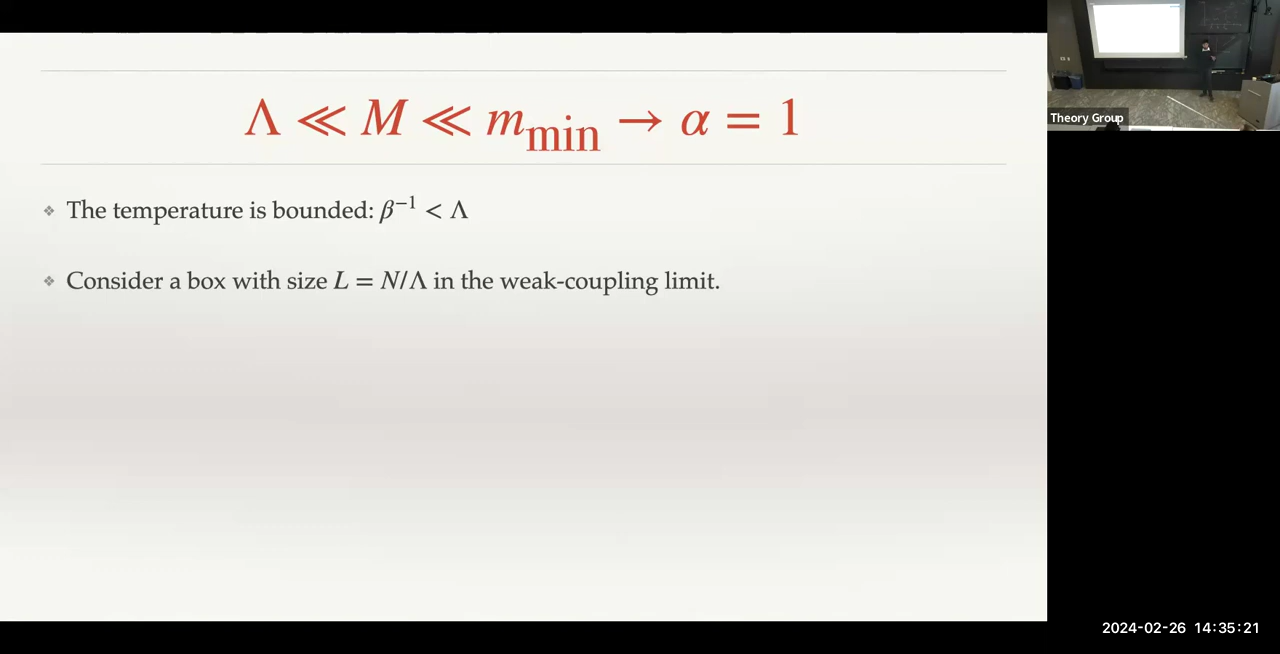 Λ ≪ M ≪ m_min → α = 1
❖ The temperature is bounded: β⁻¹ < Λ
❖ Consider a box with size L = N/Λ in the weak-coupling limit.
Theory Group
2024-02-26 14:35:21